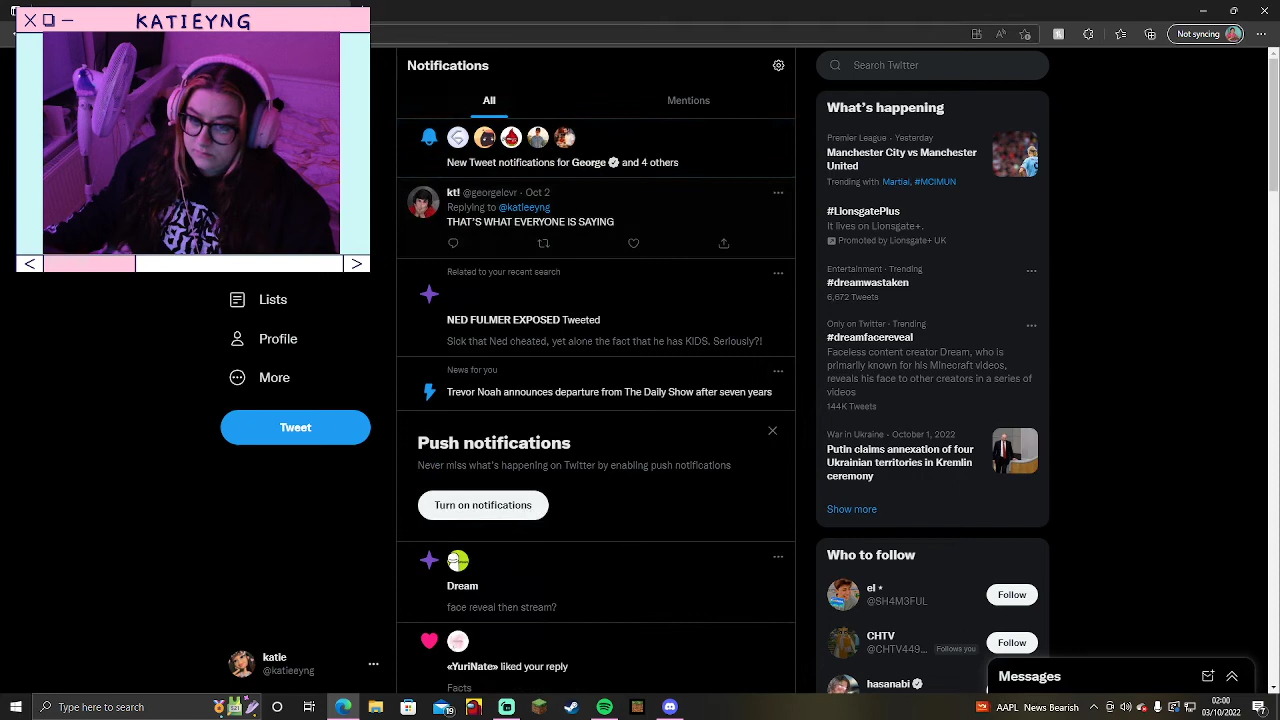 KATIEYNG
Not syncing
Lists
Profile
More
Tweet
katie
@katieeyng
Notifications
All
Mentions
New Tweet notifications for George and 4 others
kt! @georgelcvr · Oct 2
Replying to @katieeyng
THAT'S WHAT EVERYONE IS SAYING
Related to your recent search
NED FULMER EXPOSED Tweeted
Sick that Ned cheated, yet alone the fact that he has KIDS. Seriously?!
News for you
Trevor Noah announces departure from The Daily Show after seven years
Push notifications
Never miss what's happening on Twitter by enabling push notifications
Turn on notifications
Dream
face reveal then stream?
«YuriNate» liked your reply
Facts
Search Twitter
What's happening
Premier League · Yesterday
Manchester City vs Manchester
United
Trending with Martial, #MCIMUN
#LionsgatePlus
It lives on Lionsgate+.
Promoted by Lionsgate+ UK
Entertainment · Trending
#dreamwastaken
6,672 Tweets
Only on Twitter · Trending
#dreamfacereveal
Faceless content creator Dream, who is
primarily known for his Minecraft videos,
reveals his face to other creators in a series of
videos
144K Tweets
War in Ukraine · October 1, 2022
Putin claims annexation of four
Ukrainian territories in Kremlin
ceremony
Show more
Who to follow
el *
@SH4M3FUL
Follow
CHTV
@CHTV449... Follows you
Follow
hasanabi
Messages
Type here to search
AAPL News Bearish
02:00
03/10/2022